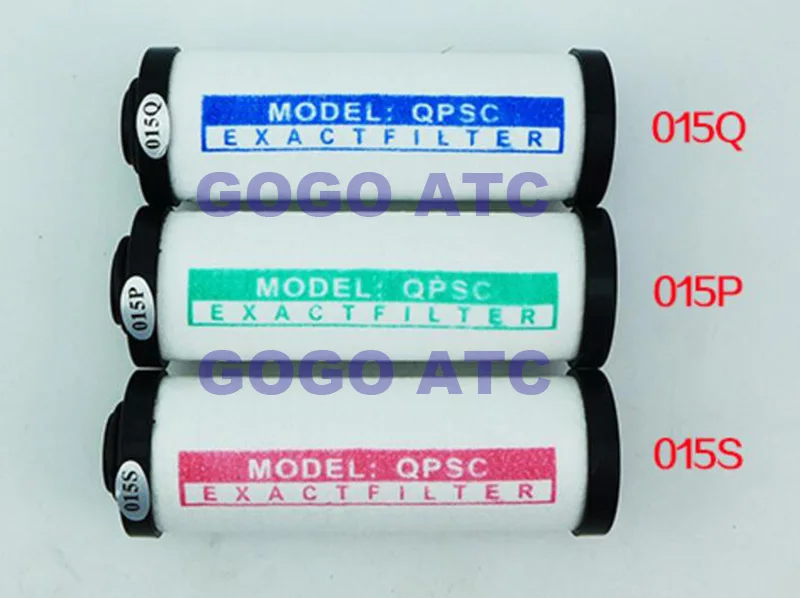 015Q
MODEL: QPSC
EXACTFILTER
015Q
GOGO ATC
015P
MODEL: QPSC
EXACTFILTER
015P
GOGO ATC
015S
MODEL: QPSC
EXACTFILTER
015S